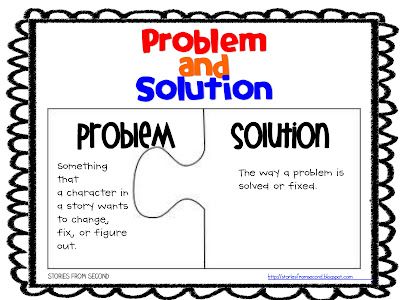 Problem
and
Solution
Problem
Something
that
a character in
a story wants
to change,
fix, or figure
out.
Solution
The way a problem is
solved or fixed.
STORIES FROM SECOND
http://storiesfromsecond.blogspot.com